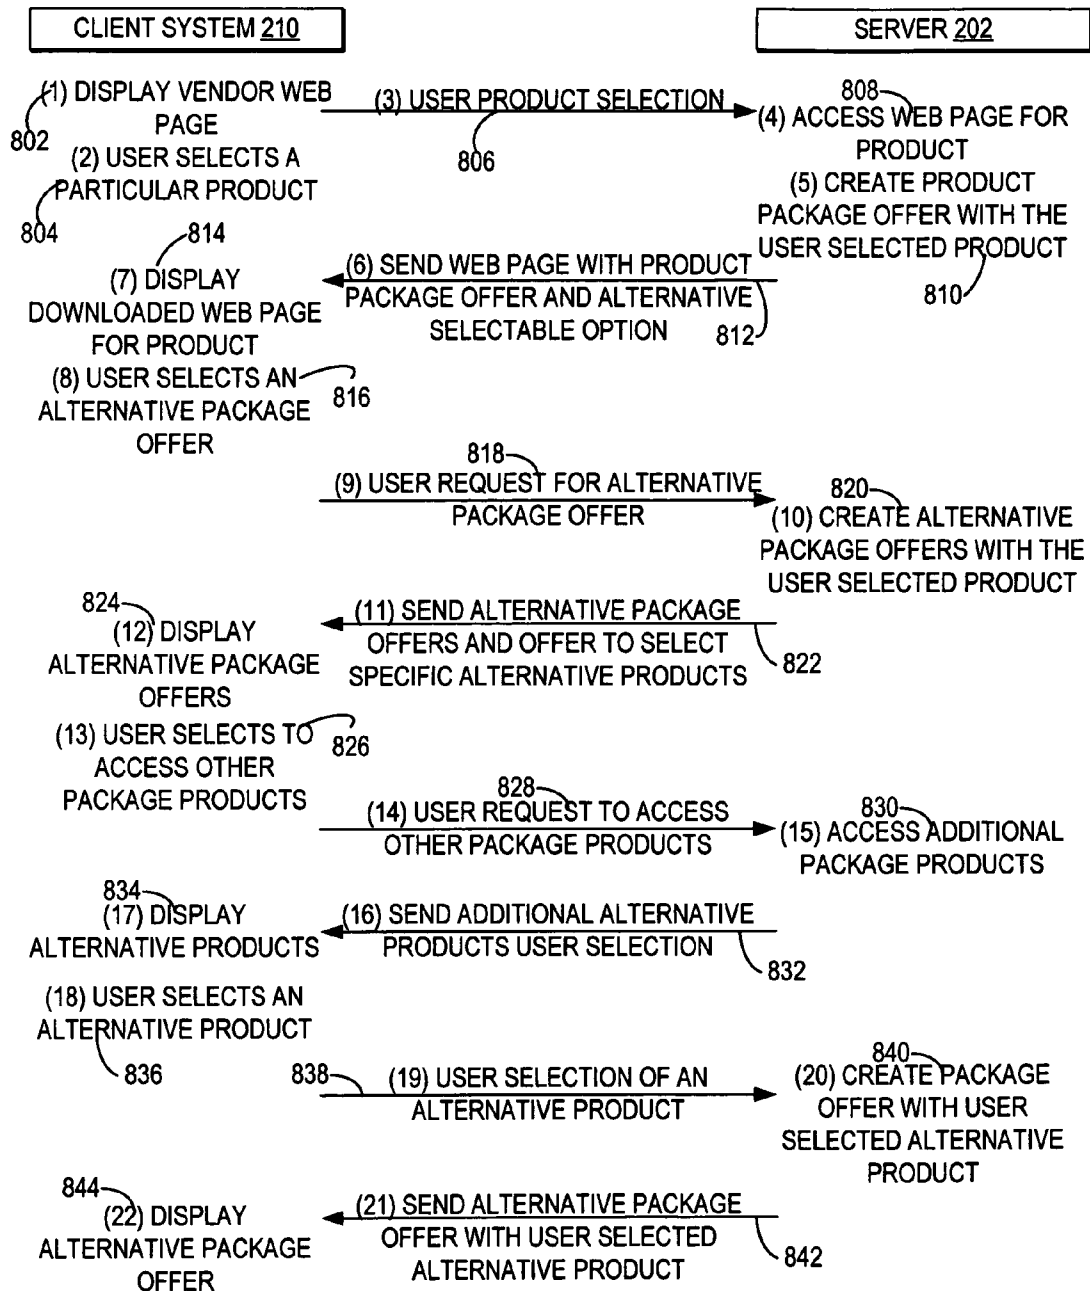 CLIENT SYSTEM 210
SERVER 202
(1) DISPLAY VENDOR WEB
PAGE
802
(2) USER SELECTS A
PARTICULAR PRODUCT
804
(3) USER PRODUCT SELECTION
806
808
(4) ACCESS WEB PAGE FOR
PRODUCT
(5) CREATE PRODUCT
PACKAGE OFFER WITH THE
USER SELECTED PRODUCT
810
(6) SEND WEB PAGE WITH PRODUCT
PACKAGE OFFER AND ALTERNATIVE
SELECTABLE OPTION
812
814
(7) DISPLAY
DOWNLOADED WEB PAGE
FOR PRODUCT
(8) USER SELECTS AN
ALTERNATIVE PACKAGE
OFFER
816
818
(9) USER REQUEST FOR ALTERNATIVE
PACKAGE OFFER
820
(10) CREATE ALTERNATIVE
PACKAGE OFFERS WITH THE
USER SELECTED PRODUCT
(11) SEND ALTERNATIVE PACKAGE
OFFERS AND OFFER TO SELECT
SPECIFIC ALTERNATIVE PRODUCTS
822
824
(12) DISPLAY
ALTERNATIVE PACKAGE
OFFERS
(13) USER SELECTS TO
ACCESS OTHER
PACKAGE PRODUCTS
826
828
(14) USER REQUEST TO ACCESS
OTHER PACKAGE PRODUCTS
830
(15) ACCESS ADDITIONAL
PACKAGE PRODUCTS
(16) SEND ADDITIONAL ALTERNATIVE
PRODUCTS USER SELECTION
832
834
(17) DISPLAY
ALTERNATIVE PRODUCTS
(18) USER SELECTS AN
ALTERNATIVE PRODUCT
836
838
(19) USER SELECTION OF AN
ALTERNATIVE PRODUCT
840
(20) CREATE PACKAGE
OFFER WITH USER
SELECTED ALTERNATIVE
PRODUCT
(21) SEND ALTERNATIVE PACKAGE
OFFER WITH USER SELECTED
ALTERNATIVE PRODUCT
842
844
(22) DISPLAY
ALTERNATIVE PACKAGE
OFFER